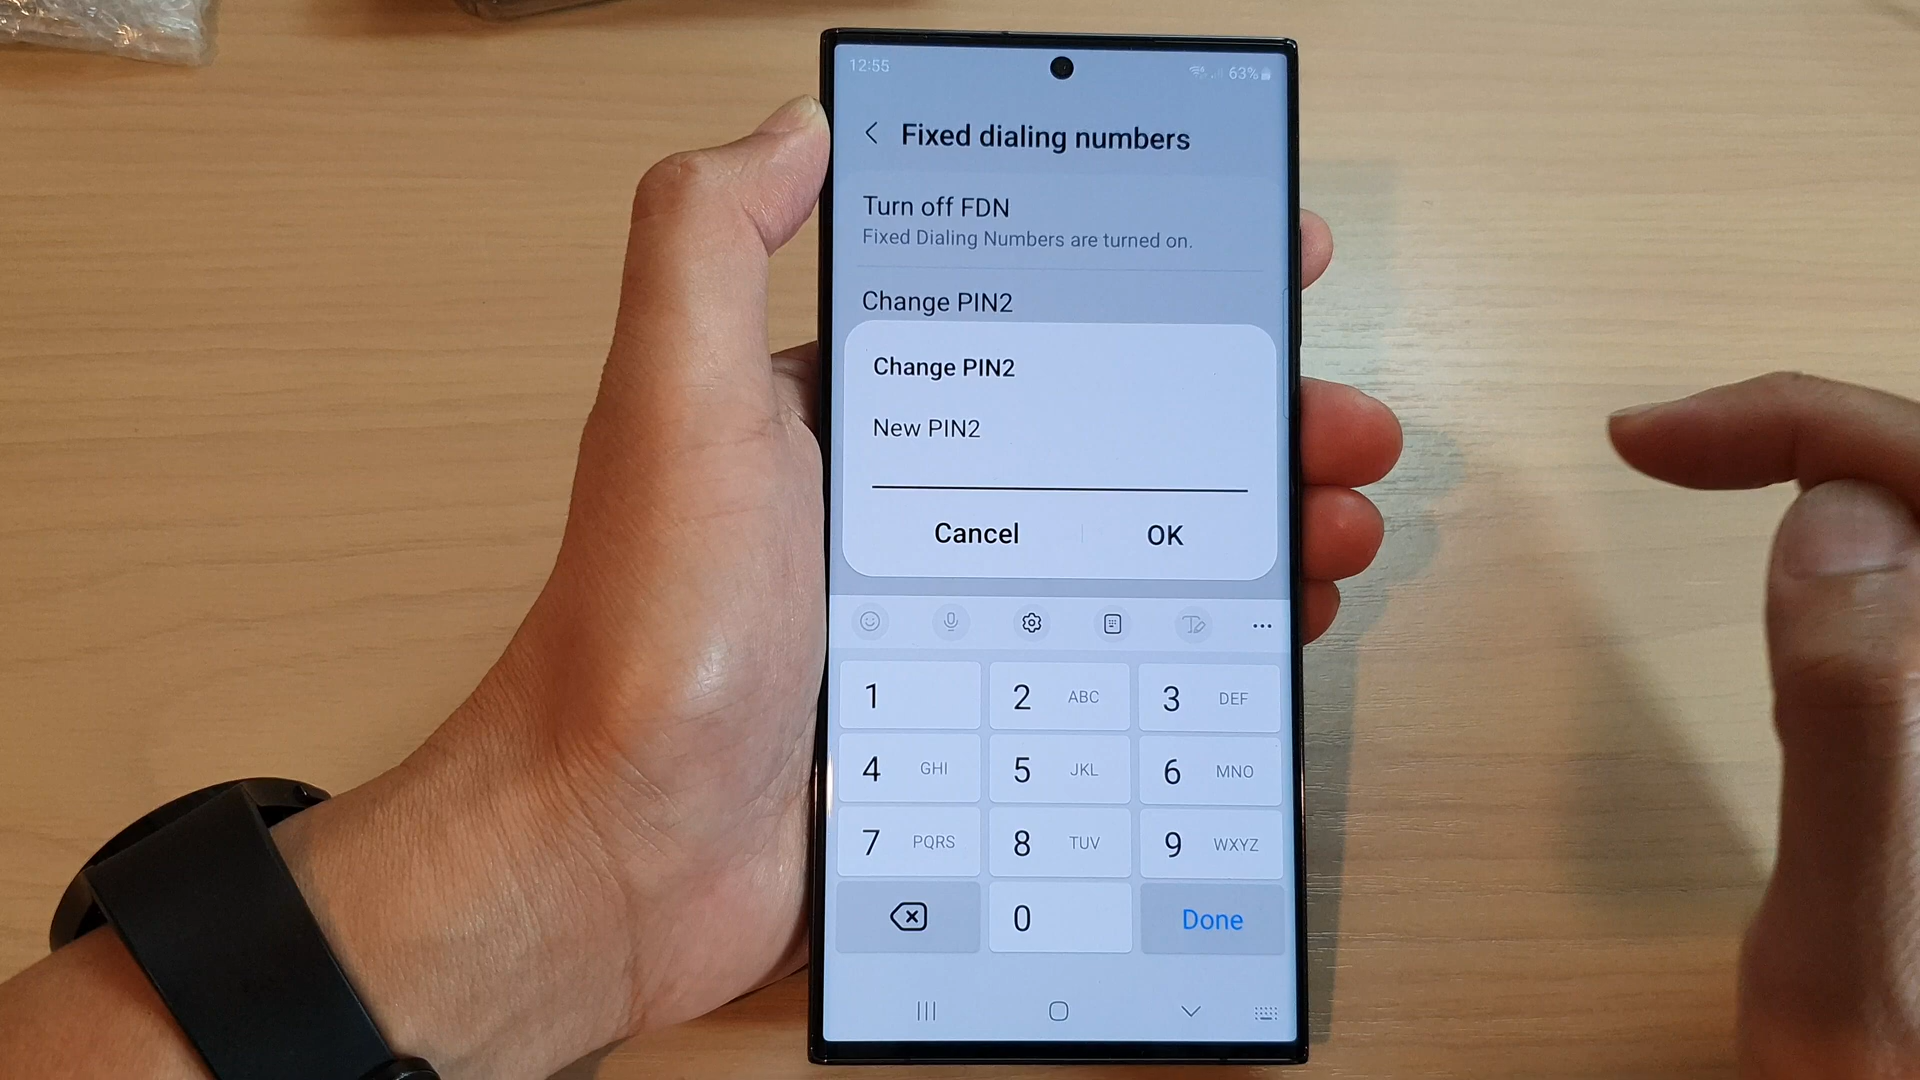 12:55
63%
Fixed dialing numbers
Turn off FDN
Fixed Dialing Numbers are turned on.
Change PIN2
Change PIN2
New PIN2
Cancel OK
1 2 ABC 3 DEF
4 GHI 5 JKL 6 MNO
7 PQRS 8 TUV 9 WXYZ
0 Done